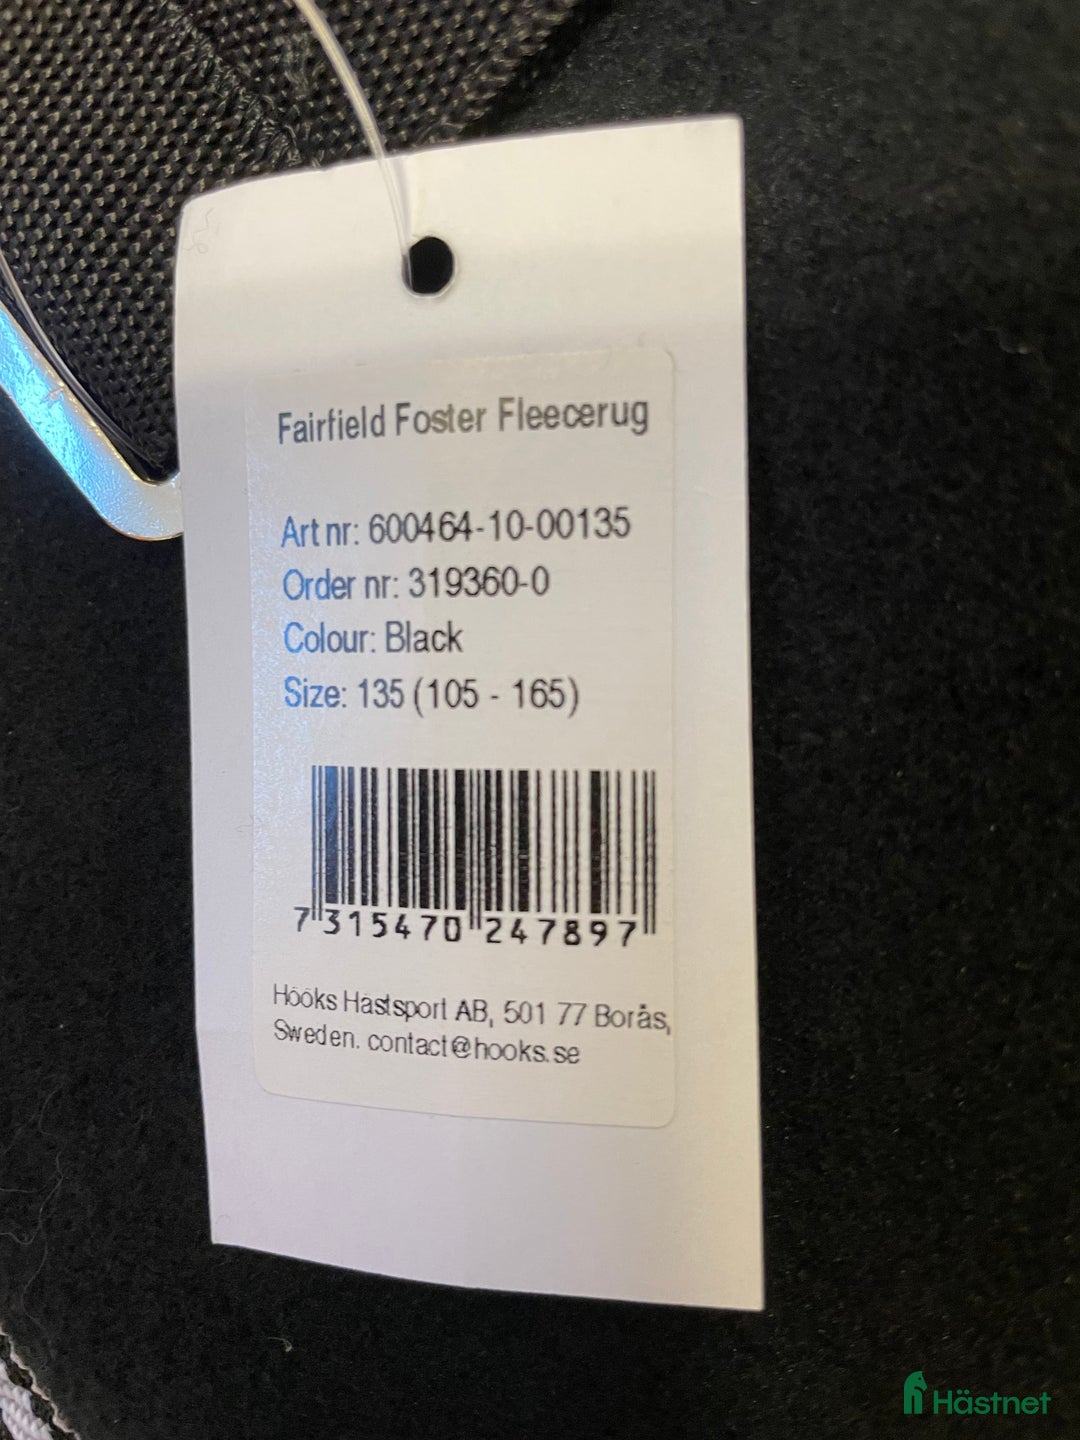 Fairfield Foster Fleecerug
Art nr: 600464-10-00135
Order nr: 319360-0
Colour: Black
Size: 135 (105 - 165)
7 315470 247897
Hööks Hästsport AB, 501 77 Borås,
Sweden. contact@hooks.se
Hästnet